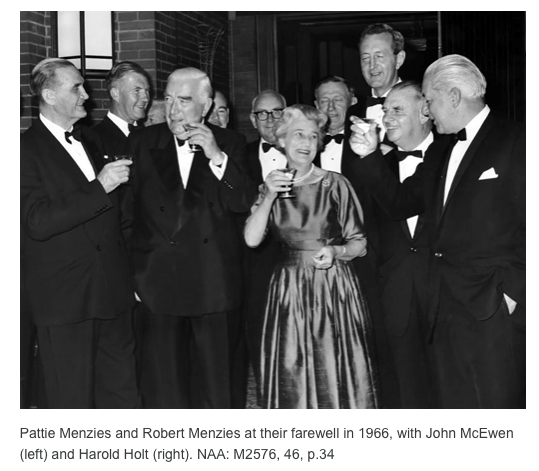 Pattie Menzies and Robert Menzies at their farewell in 1966, with John McEwen
(left) and Harold Holt (right). NAA: M2576, 46, p.34